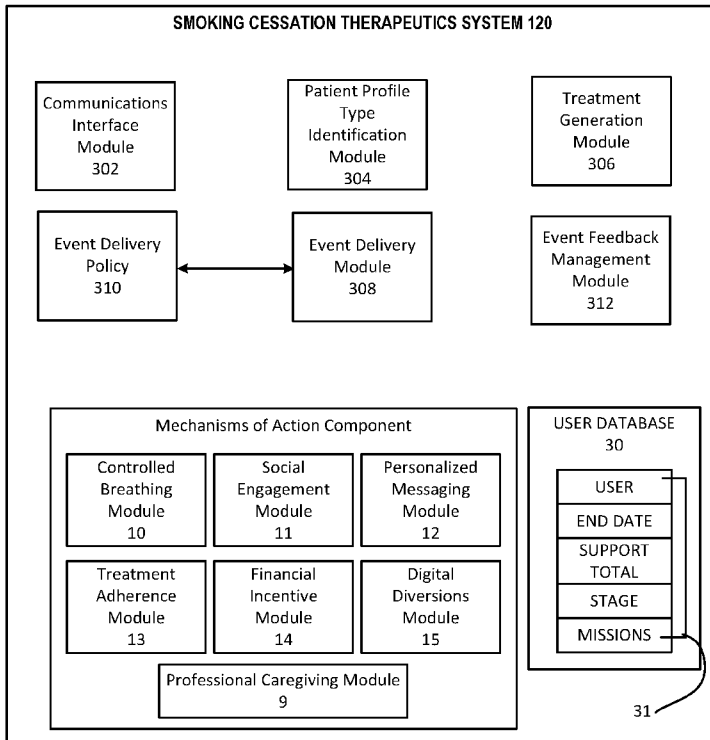 SMOKING CESSATION THERAPEUTICS SYSTEM 120
Communications
Interface
Module
302
Patient Profile
Type
Identification
Module
304
Treatment
Generation
Module
306
Event Delivery
Policy
310
Event Delivery
Module
308
Event Feedback
Management
Module
312
Mechanisms of Action Component
Controlled
Breathing
Module
10
Social
Engagement
Module
11
Personalized
Messaging
Module
12
Treatment
Adherence
Module
13
Financial
Incentive
Module
14
Digital
Diversions
Module
15
Professional Caregiving Module
9
USER DATABASE
30
USER
END DATE
SUPPORT
TOTAL
STAGE
MISSIONS
31